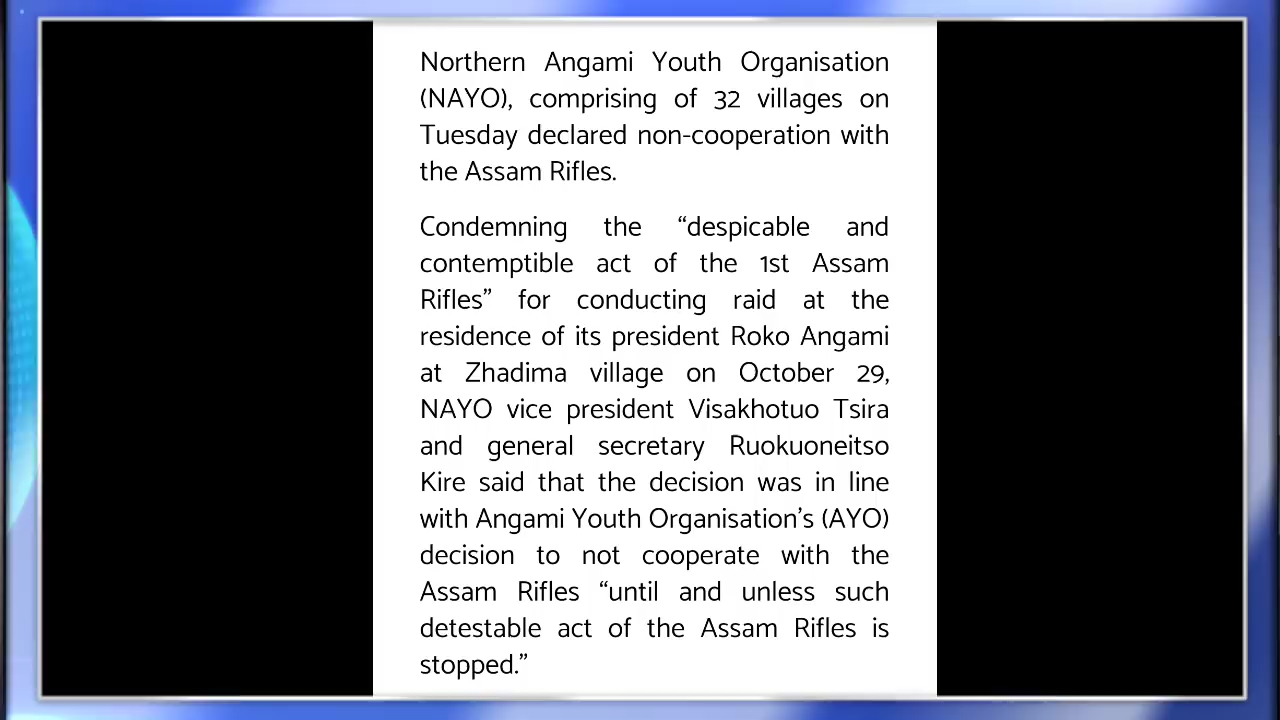 Northern Angami Youth Organisation
(NAYO), comprising of 32 villages on
Tuesday declared non-cooperation with
the Assam Rifles.
Condemning the “despicable and
contemptible act of the 1st Assam
Rifles” for conducting raid at the
residence of its president Roko Angami
at Zhadima village on October 29,
NAYO vice president Visakhotuo Tsira
and general secretary Ruokuoneitso
Kire said that the decision was in line
with Angami Youth Organisation’s (AYO)
decision to not cooperate with the
Assam Rifles “until and unless such
detestable act of the Assam Rifles is
stopped.”